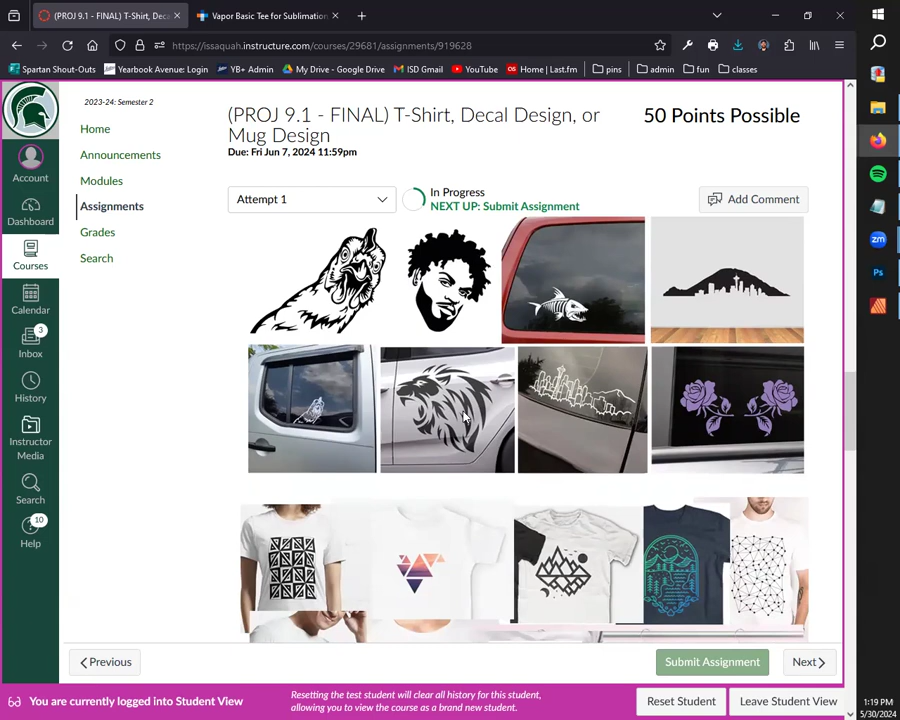 (PROJ 9.1 - FINAL) T-Shirt, Deca
Vapor Basic Tee for Sublimation
https://issaquah.instructure.com/courses/29681/assignments/919628
Spartan Shout-Outs
Yearbook Avenue: Login
YB+ Admin
My Drive - Google Drive
ISD Gmail
YouTube
Home | Last.fm
pins
admin
fun
classes
2023-24: Semester 2
Home
Announcements
Modules
Assignments
Grades
Search
Account
Dashboard
Courses
Calendar
3
Inbox
History
Instructor
Media
Search
10
Help
(PROJ 9.1 - FINAL) T-Shirt, Decal Design, or
Mug Design
50 Points Possible
Due: Fri Jun 7, 2024 11:59pm
Attempt 1
In Progress
NEXT UP: Submit Assignment
Add Comment
Previous
Submit Assignment
Next
You are currently logged into Student View
Resetting the test student will clear all history for this student,
allowing you to view the course as a brand new student.
Reset Student
Leave Student View
zm
Ps
1:19 PM
5/30/2024